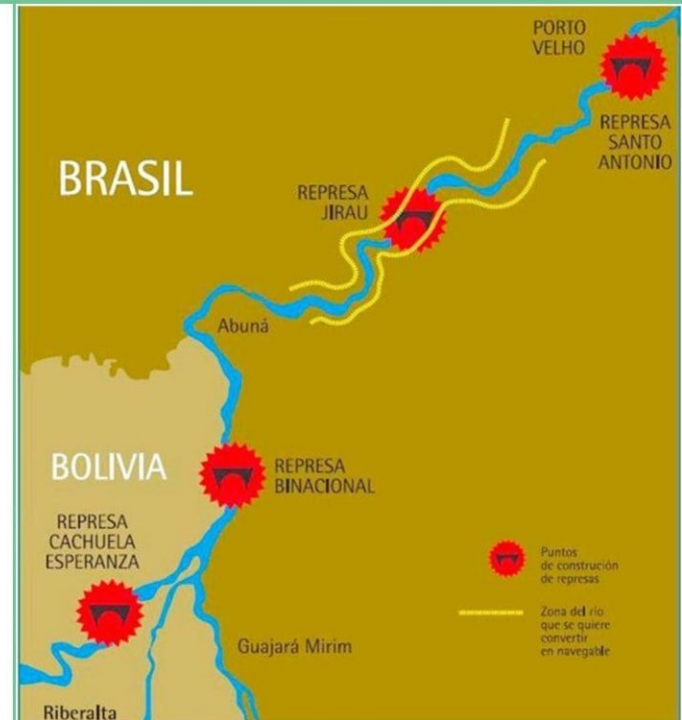 PORTO
VELHO
REPRESA
SANTO
ANTONIO
BRASIL
REPRESA
JIRAU
Abuná
BOLIVIA
REPRESA
BINACIONAL
REPRESA
CACHUELA
ESPERANZA
Puntos
de construción
de represas
Zona del río
que se quiere
convertir
en navegable
Guajará Mirim
Riberalta